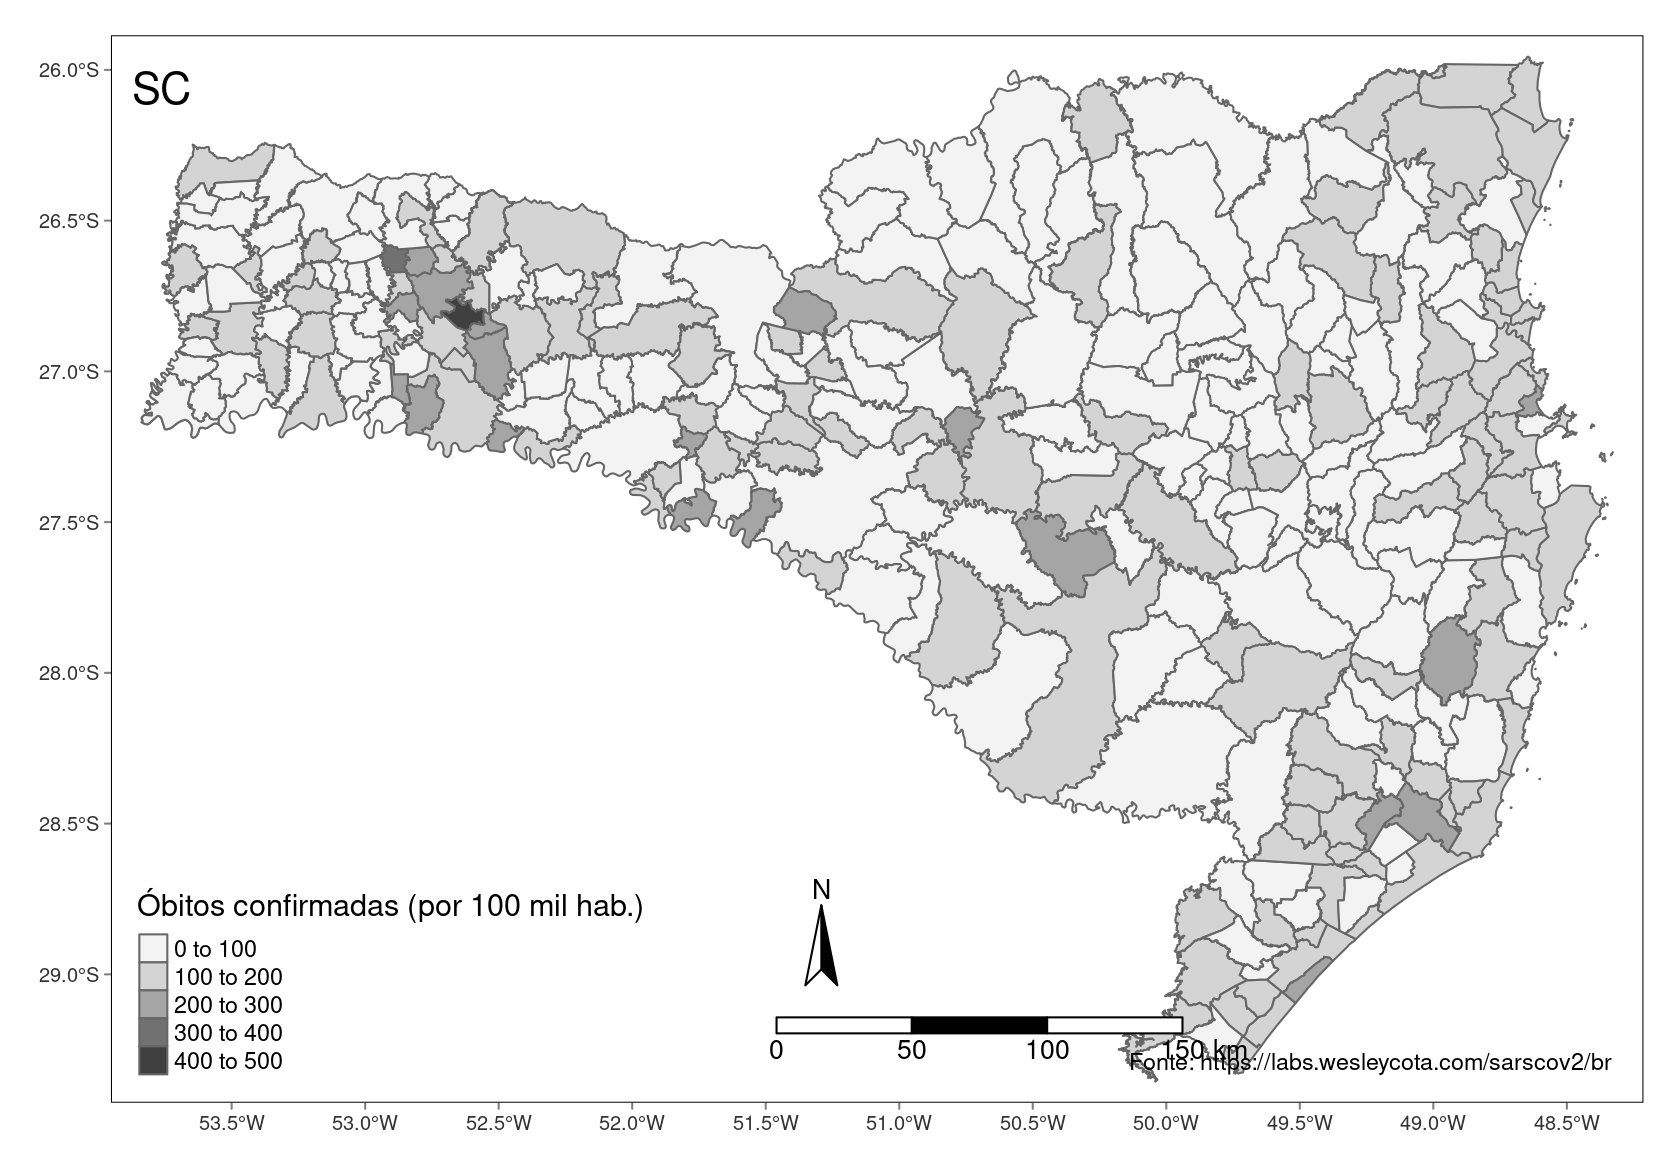 SC
26.0°S
26.5°S
27.0°S
27.5°S
28.0°S
28.5°S
29.0°S
Óbitos confirmadas (por 100 mil hab.)
0 to 100
100 to 200
200 to 300
300 to 400
400 to 500
N
0 50 100 150 km
Fonte: https://labs.wesleycota.com/sarscov2/br
53.5°W 53.0°W 52.5°W 52.0°W 51.5°W 51.0°W 50.5°W 50.0°W 49.5°W 49.0°W 48.5°W